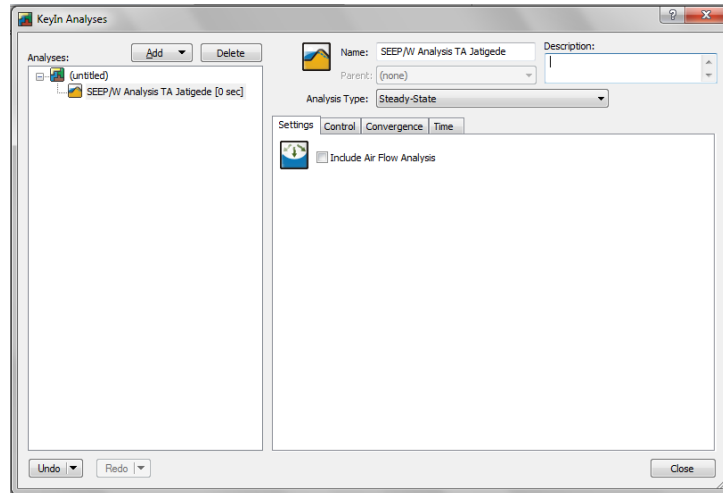 KeyIn Analyses
Analyses:
Add
Delete
(untitled)
SEEP/W Analysis TA Jatigede [0 sec]
Name: SEEP/W Analysis TA Jatigede
Description:
Parent: (none)
Analysis Type: Steady-State
Settings Control Convergence Time
Include Air Flow Analysis
Undo
Redo
Close